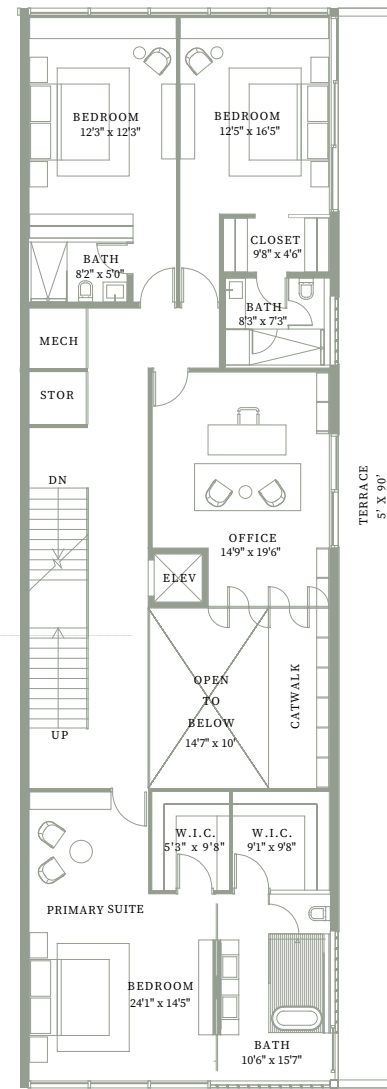 BEDROOM
12'3" x 12'3"
BEDROOM
12'5" x 16'5"
CLOSET
9'8" x 4'6"
BATH
8'2" x 5'0"
BATH
8'3" x 7'3"
MECH
STOR
TERRACE
5' X 90'
DN
OFFICE
14'9" x 19'6"
ELEV
OPEN
TO
BELOW
14'7" x 10'
CATWALK
UP
W.I.C.
5'3" x 9'8"
W.I.C.
9'1" x 9'8"
PRIMARY SUITE
BEDROOM
24'1" x 14'5"
BATH
10'6" x 15'7"